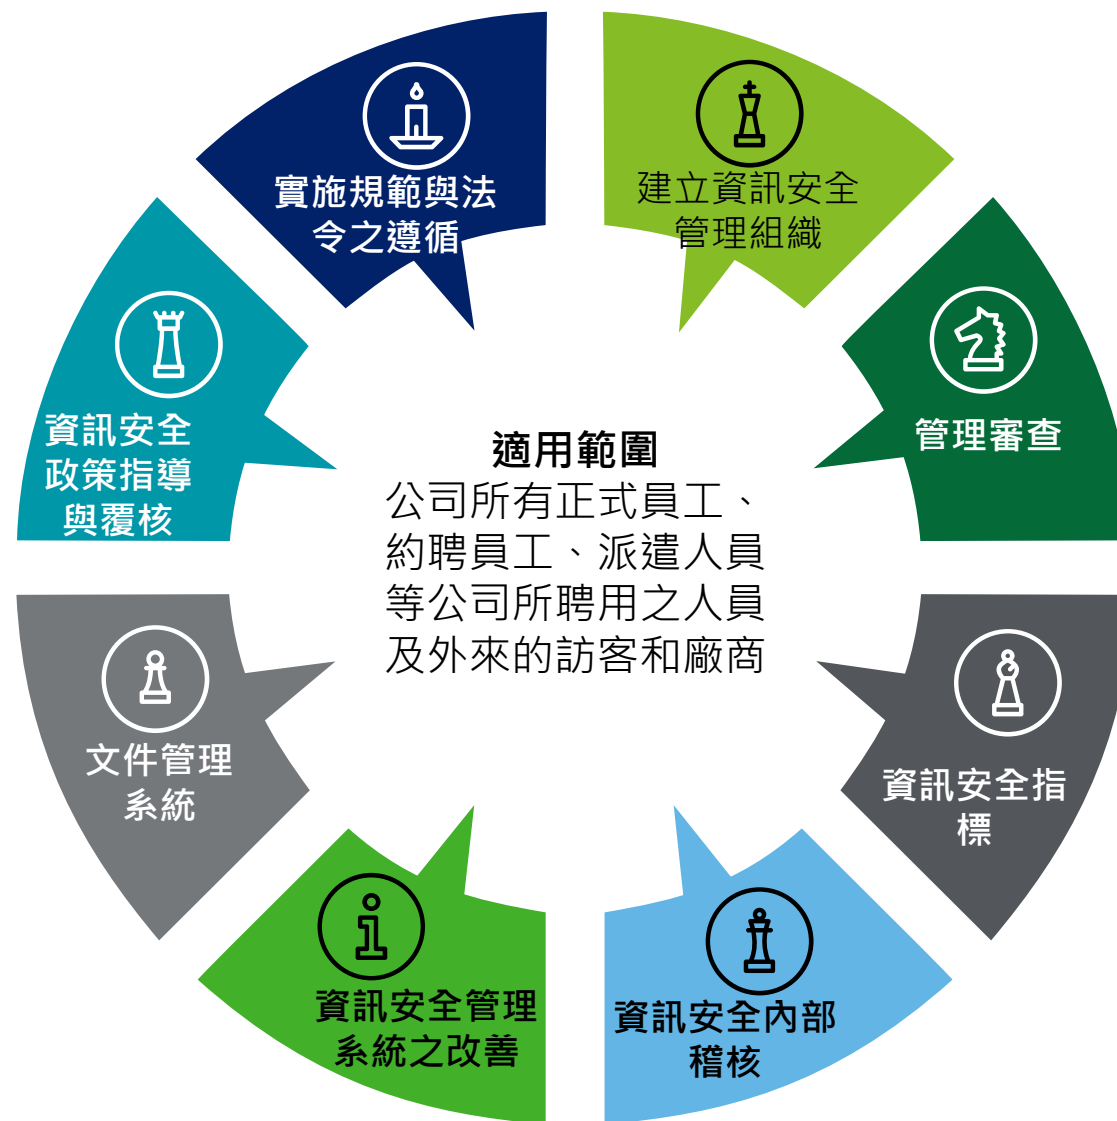 實施規範與法
令之遵循
建立資訊安全
管理組織
管理審查
資訊安全指
標
資訊安全內部
稽核
資訊安全管理
系統之改善
文件管理
系統
資訊安全
政策指導
與覆核
適用範圍
公司所有正式員工、
約聘員工、派遣人員
等公司所聘用之人員
及外來的訪客和廠商